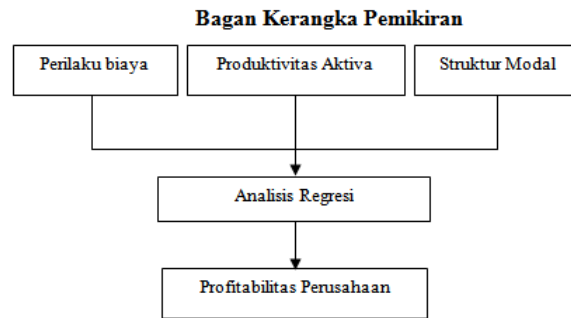 Bagan Kerangka Pemikiran
Perilaku biaya
Produktivitas Aktiva
Struktur Modal
Analisis Regresi
Profitabilitas Perusahaan